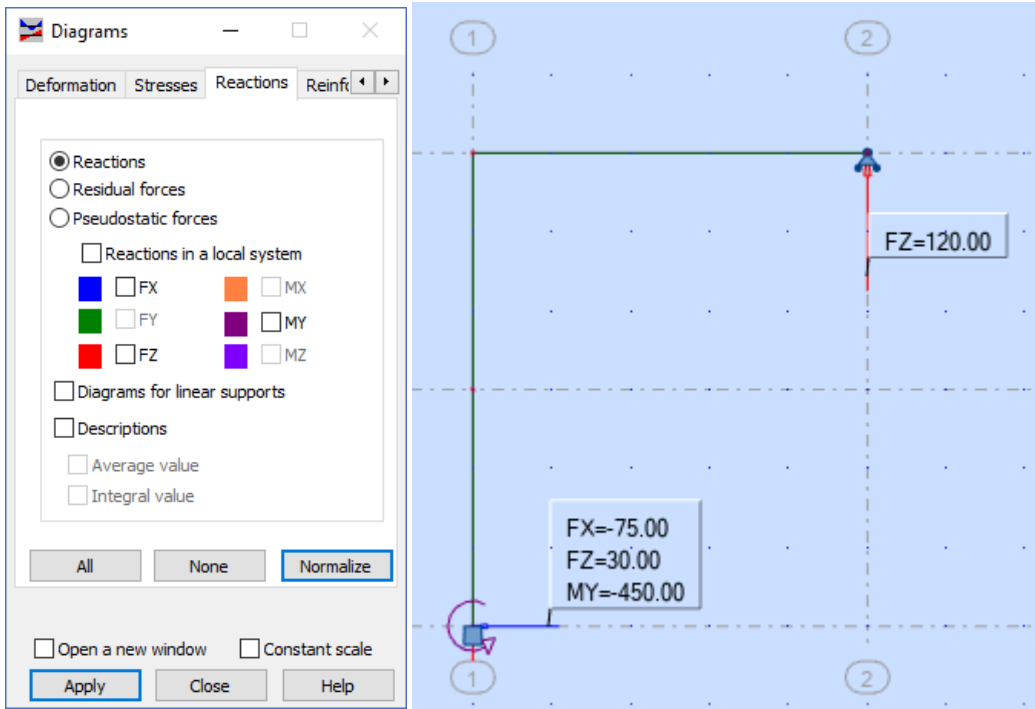 Diagrams
Deformation Stresses Reactions Reinfo
Reactions
Residual forces
Pseudostatic forces
Reactions in a local system
FX MX
FY MY
FZ MZ
Diagrams for linear supports
Descriptions
Average value
Integral value
All None Normalize
Open a new window Constant scale
Apply Close Help
1 2
FZ=120.00
FX=-75.00
FZ=30.00
MY=-450.00
1 2